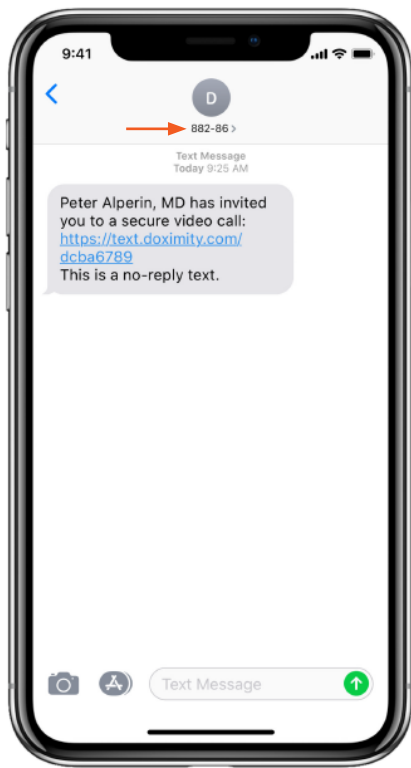 9:41
D
882-86 >
Text Message
Today 9:25 AM
Peter Alperin, MD has invited
you to a secure video call:
https://text.doximity.com/
dcba6789
This is a no-reply text.
Text Message